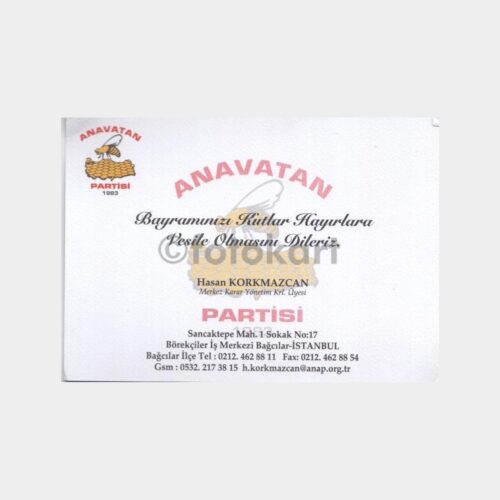 ANAVATAN
PARTİSİ
1983
ANAVATAN
Bayramınızı Kutlar Hayırlara
Vesile Olmasını Dileriz.
©fotokart
Hasan KORKMAZCAN
Merkez Karar Yönetim Krl. Üyesi
PARTİSİ
1983
Sancaktepe Mah. 1 Sokak No:17
Börekçiler İş Merkezi Bağcılar-İSTANBUL
Bağcılar İlçe Tel : 0212. 462 88 11 Fax: 0212. 462 88 54
Gsm : 0532. 217 38 15 h.korkmazcan@anap.org.tr